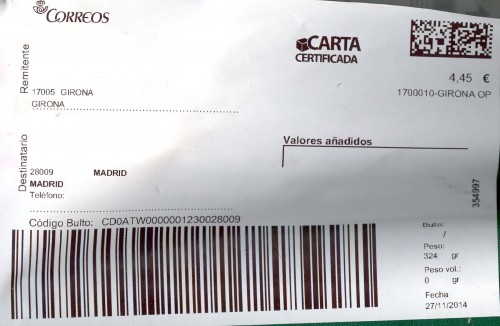 CORREOS
CARTA
CERTIFICADA
4,45 €
1700010-GIRONA OP
Remitente
17005 GIRONA
GIRONA
Destinatario
Valores añadidos
28009 MADRID
MADRID
Teléfono:
354997
Código Bulto: CD0ATW0000001230028009
Bulto:
/
Peso:
324 gr
Peso vol.:
0 gr
Fecha
27/11/2014